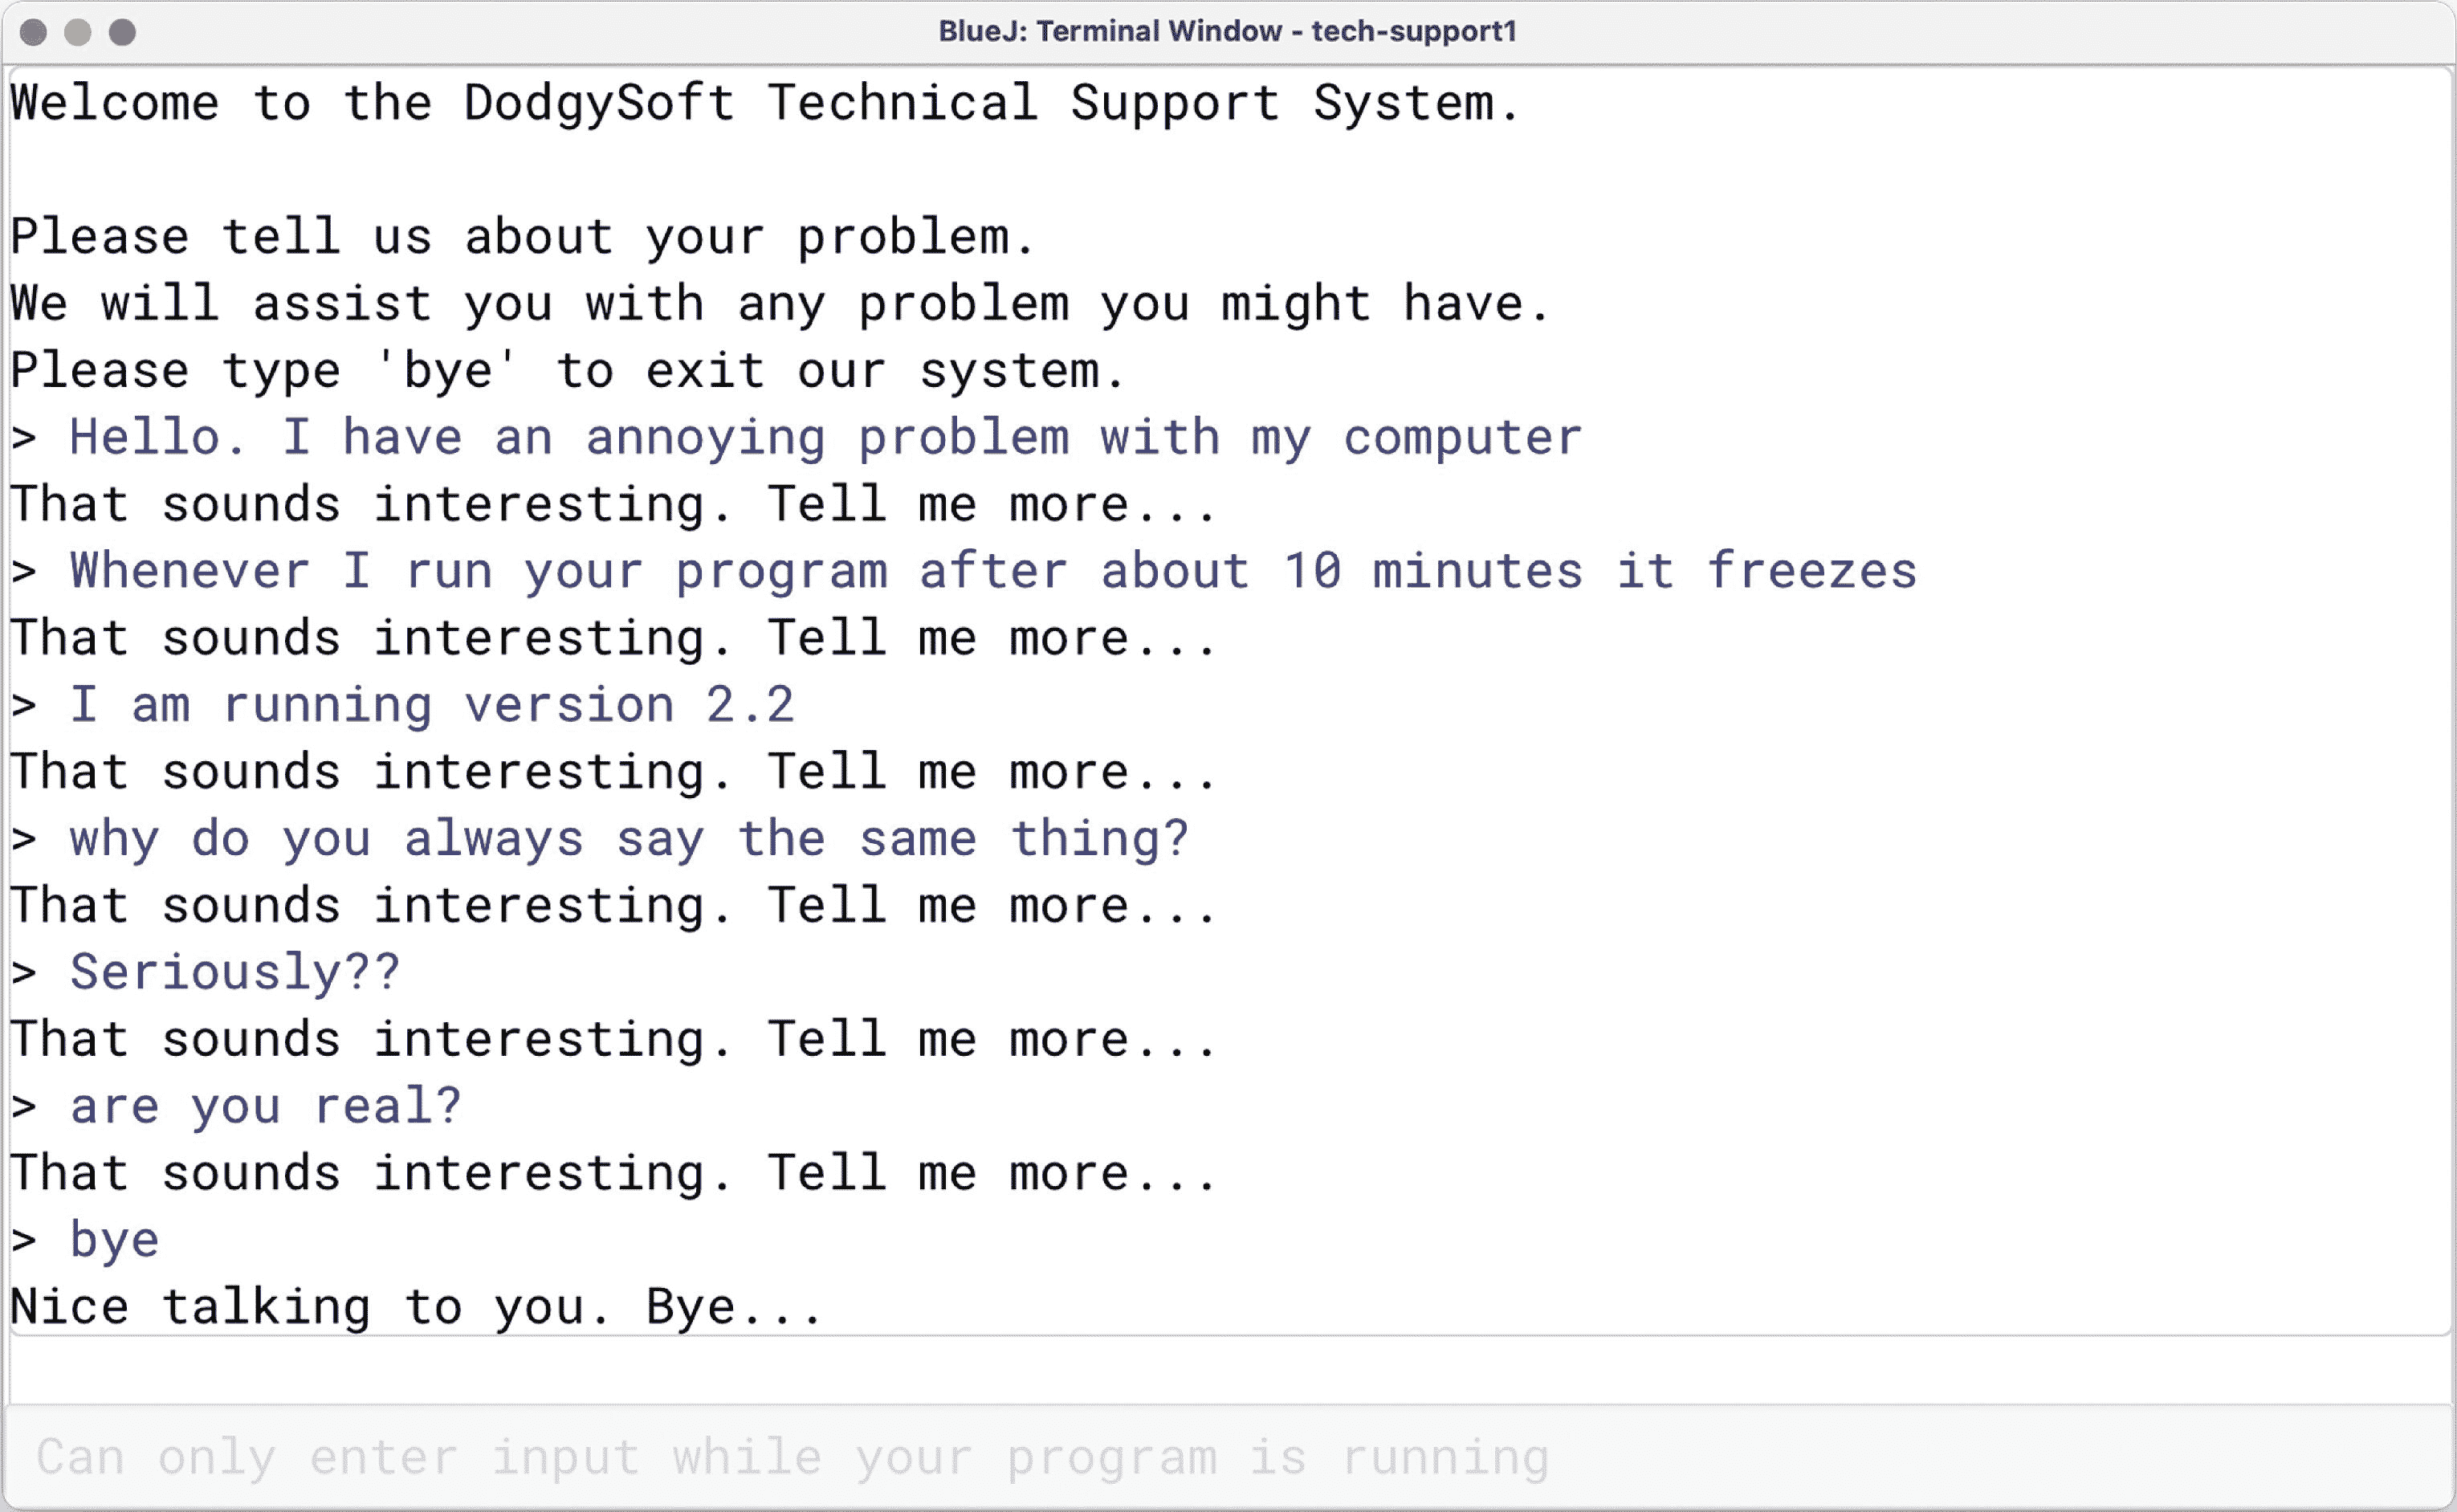 BlueJ: Terminal Window - tech-support1
Welcome to the DodgySoft Technical Support System.
Please tell us about your problem.
We will assist you with any problem you might have.
Please type 'bye' to exit our system.
> Hello. I have an annoying problem with my computer
That sounds interesting. Tell me more...
> Whenever I run your program after about 10 minutes it freezes
That sounds interesting. Tell me more...
> I am running version 2.2
That sounds interesting. Tell me more...
> why do you always say the same thing?
That sounds interesting. Tell me more...
> Seriously??
That sounds interesting. Tell me more...
> are you real?
That sounds interesting. Tell me more...
> bye
Nice talking to you. Bye...
Can only enter input while your program is running